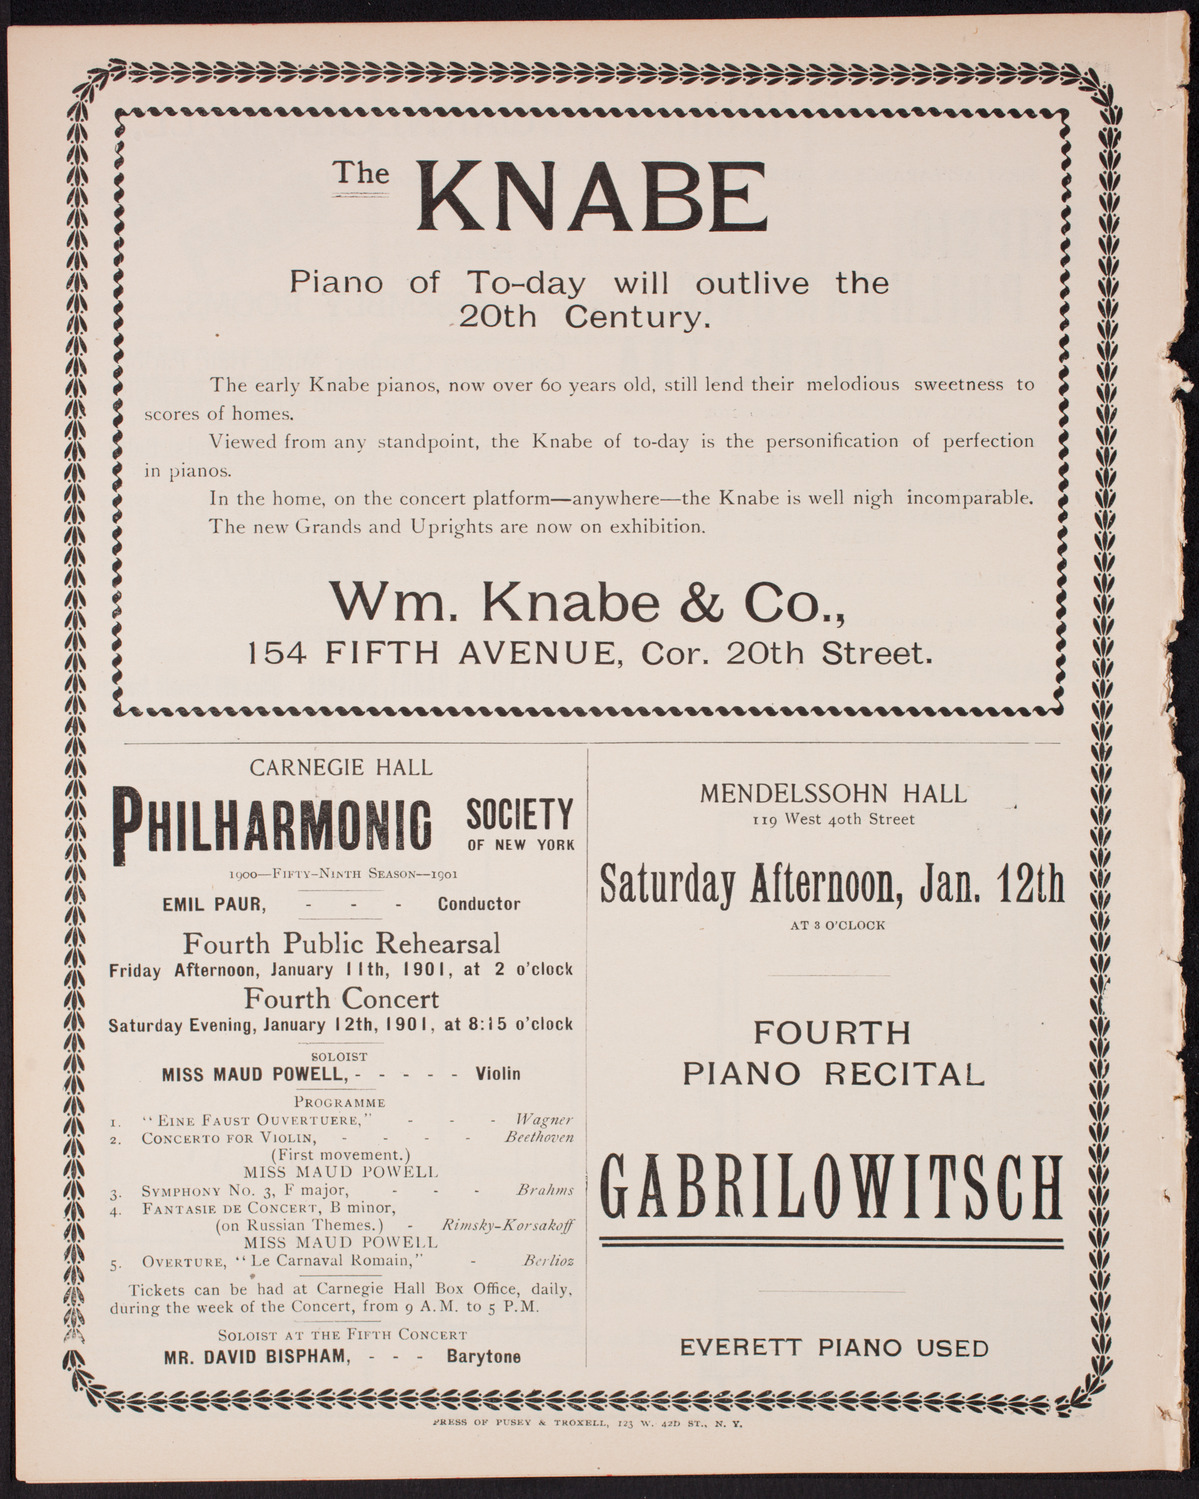 The KNABE
Piano of To-day will outlive the
20th Century.
The early Knabe pianos, now over 60 years old, still lend their melodious sweetness to
scores of homes.
Viewed from any standpoint, the Knabe of to-day is the personification of perfection
in pianos.
In the home, on the concert platform—anywhere—the Knabe is well nigh incomparable.
The new Grands and Uprights are now on exhibition.
Wm. Knabe & Co.,
154 FIFTH AVENUE, Cor. 20th Street.
CARNEGIE HALL
PHILHARMONIC SOCIETY
OF NEW YORK
1900—FIFTY-NINTH SEASON—1901
EMIL PAUR, - - - Conductor
Fourth Public Rehearsal
Friday Afternoon, January 11th, 1901, at 2 o'clock
Fourth Concert
Saturday Evening, January 12th, 1901, at 8:15 o'clock
SOLOIST
MISS MAUD POWELL, - - - - - Violin
PROGRAMME
1. "EINE FAUST OUVERTUERE," - - - Wagner
2. CONCERTO FOR VIOLIN, - - - - Beethoven
(First movement.)
MISS MAUD POWELL
3. SYMPHONY No. 3, F major, - - - Brahms
4. FANTASIE DE CONCERT, B minor,
(on Russian Themes.) - Rimsky-Korsakoff
MISS MAUD POWELL
5. OVERTURE, "Le Carnaval Romain," - Berlioz
Tickets can be had at Carnegie Hall Box Office, daily,
during the week of the Concert, from 9 A.M. to 5 P.M.
SOLOIST AT THE FIFTH CONCERT
MR. DAVID BISPHAM, - - - Barytone
MENDELSSOHN HALL
119 West 40th Street
Saturday Afternoon, Jan. 12th
AT 3 O'CLOCK
FOURTH
PIANO RECITAL
GABRILOWITSCH
EVERETT PIANO USED
PRESS OF PUSEY & TROXELL, 123 W. 42D ST., N. Y.